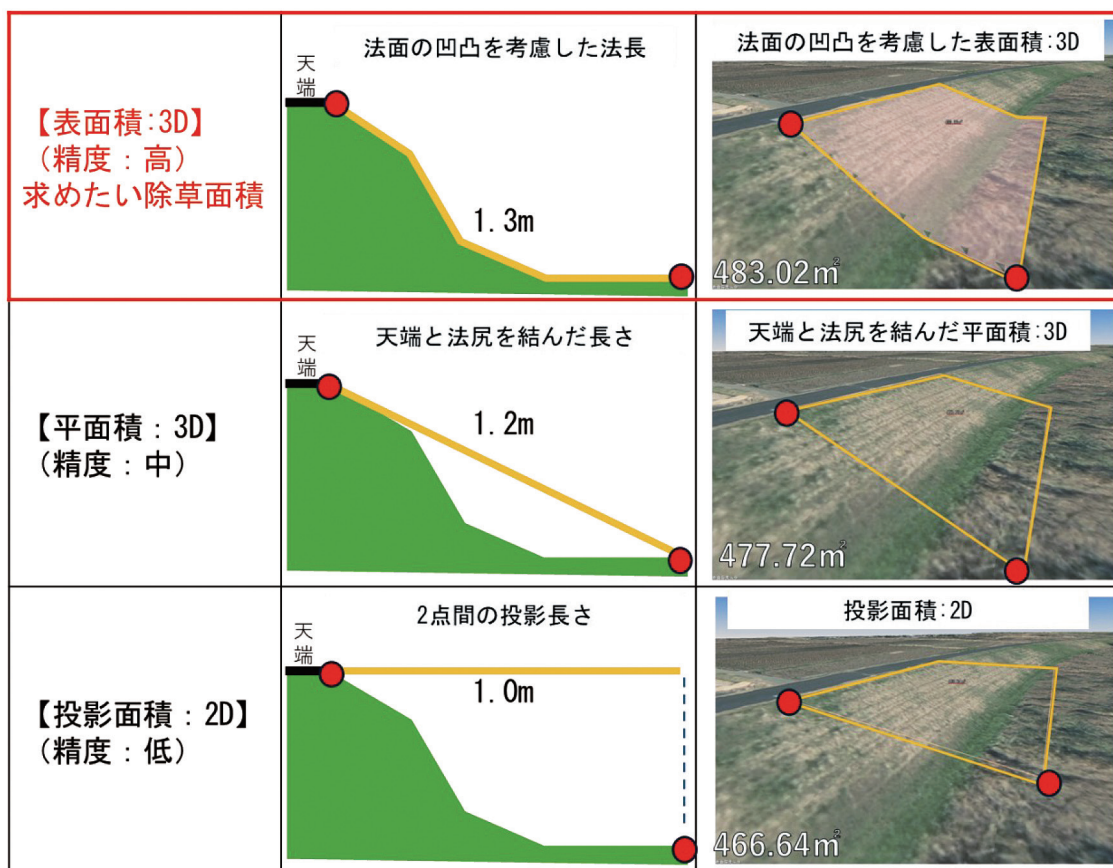 【表面積:3D】
（精度：高）
求めたい除草面積
天
端
法面の凹凸を考慮した法長
1.3m
法面の凹凸を考慮した表面積:3D
483.02㎡
【平面積：3D】
（精度：中）
天
端
天端と法尻を結んだ長さ
1.2m
天端と法尻を結んだ平面積:3D
477.72㎡
【投影面積：2D】
（精度：低）
天
端
2点間の投影長さ
1.0m
投影面積:2D
466.64㎡